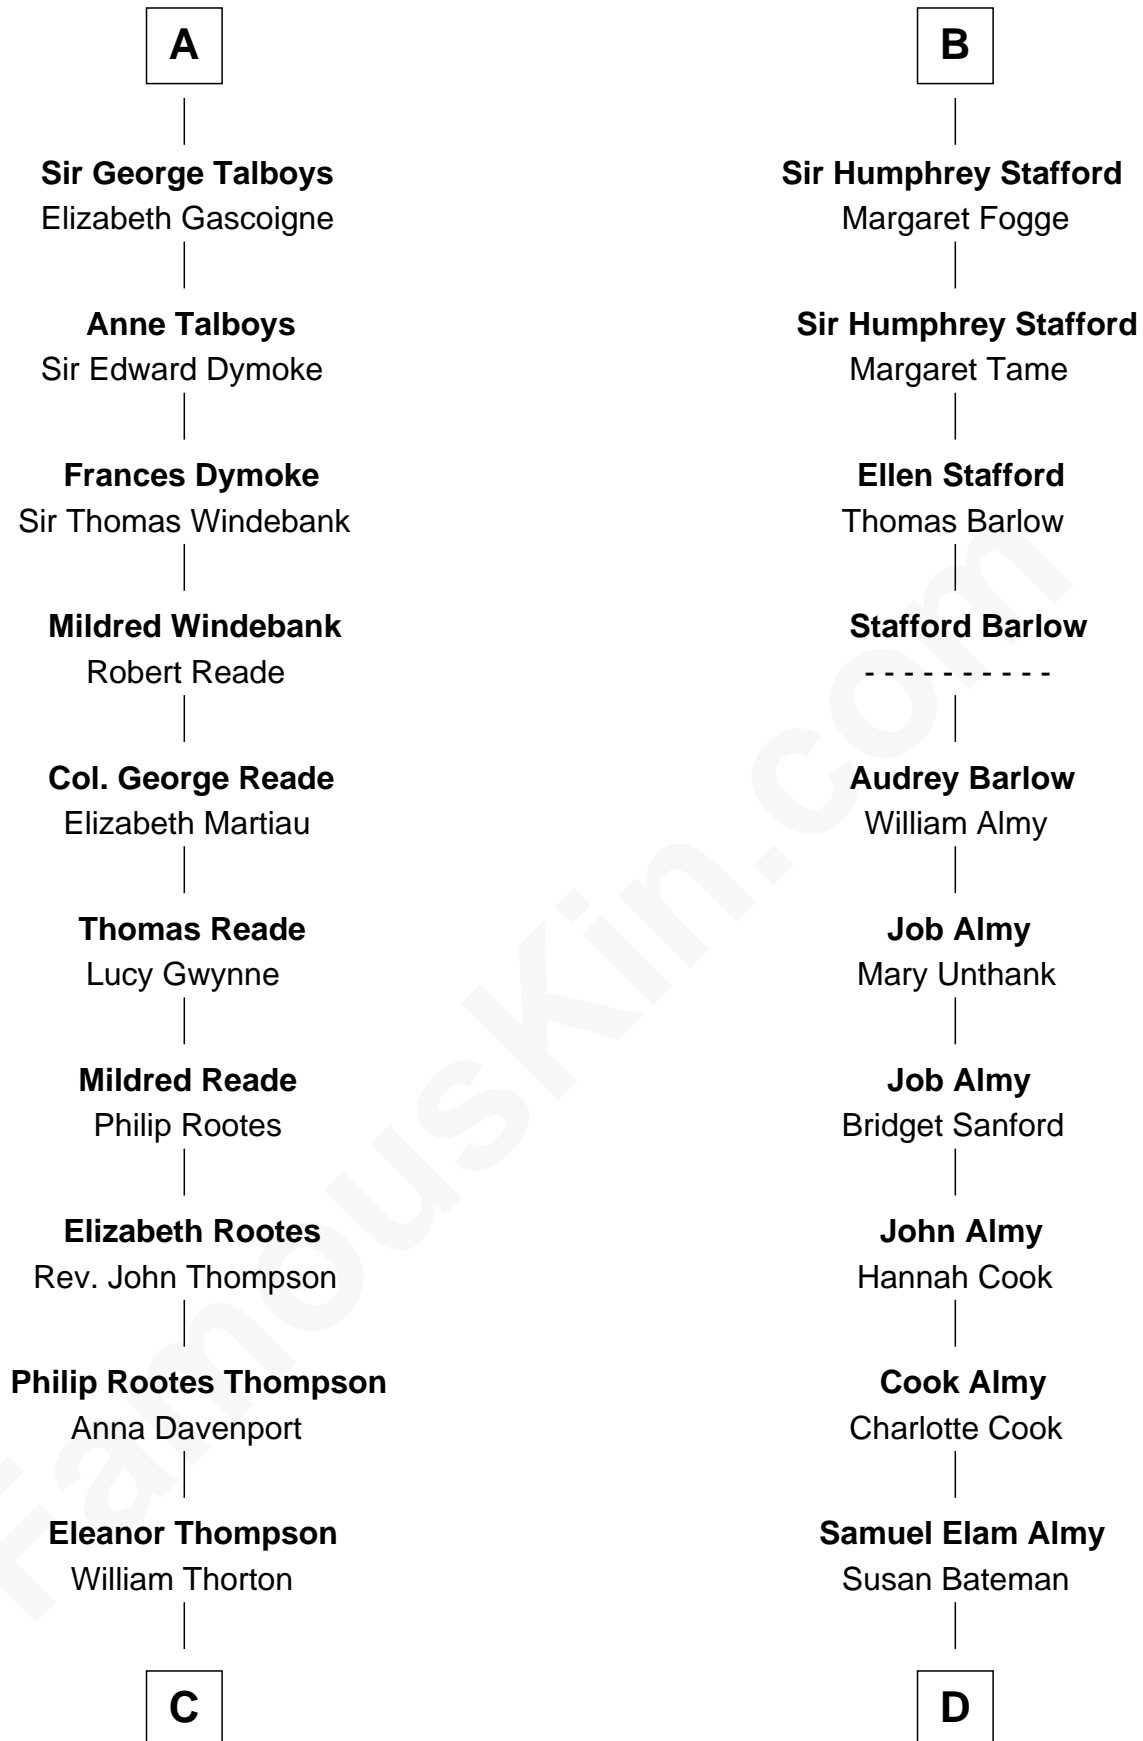 A
Sir George Talboys
Elizabeth Gascoigne
Anne Talboys
Sir Edward Dymoke
Frances Dymoke
Sir Thomas Windebank
Mildred Windebank
Robert Reade
Col. George Reade
Elizabeth Martiau
Thomas Reade
Lucy Gwynne
Mildred Reade
Philip Rootes
Elizabeth Rootes
Rev. John Thompson
Philip Rootes Thompson
Anna Davenport
Eleanor Thompson
William Thorton
C
B
Sir Humphrey Stafford
Margaret Fogge
Sir Humphrey Stafford
Margaret Tame
Ellen Stafford
Thomas Barlow
Stafford Barlow
- - - - - - - - - -
Audrey Barlow
William Almy
Job Almy
Mary Unthank
Job Almy
Bridget Sanford
John Almy
Hannah Cook
Cook Almy
Charlotte Cook
Samuel Elam Almy
Susan Bateman
D
FamousKin.com